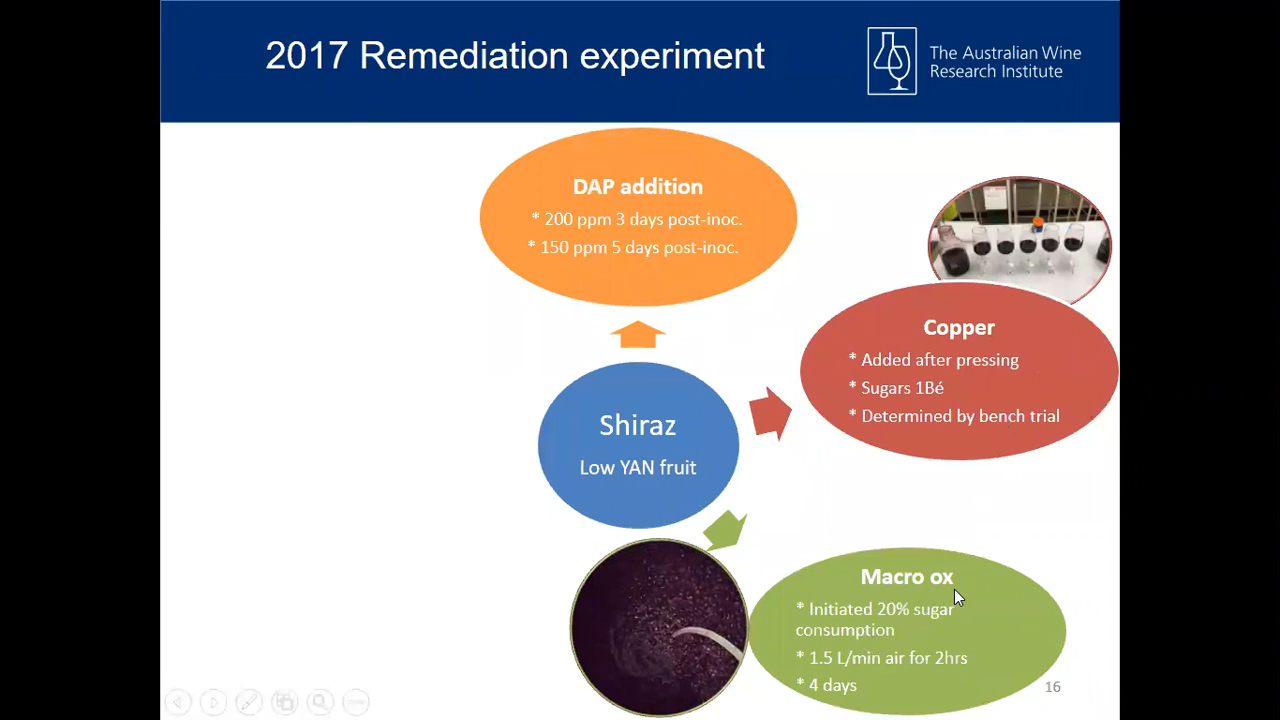 2017 Remediation experiment
The Australian Wine
Research Institute
DAP addition
* 200 ppm 3 days post-inoc.
* 150 ppm 5 days post-inoc.
Copper
* Added after pressing
* Sugars 1Bé
* Determined by bench trial
Shiraz
Low YAN fruit
Macro ox
* Initiated 20% sugar
consumption
* 1.5 L/min air for 2hrs
* 4 days
16